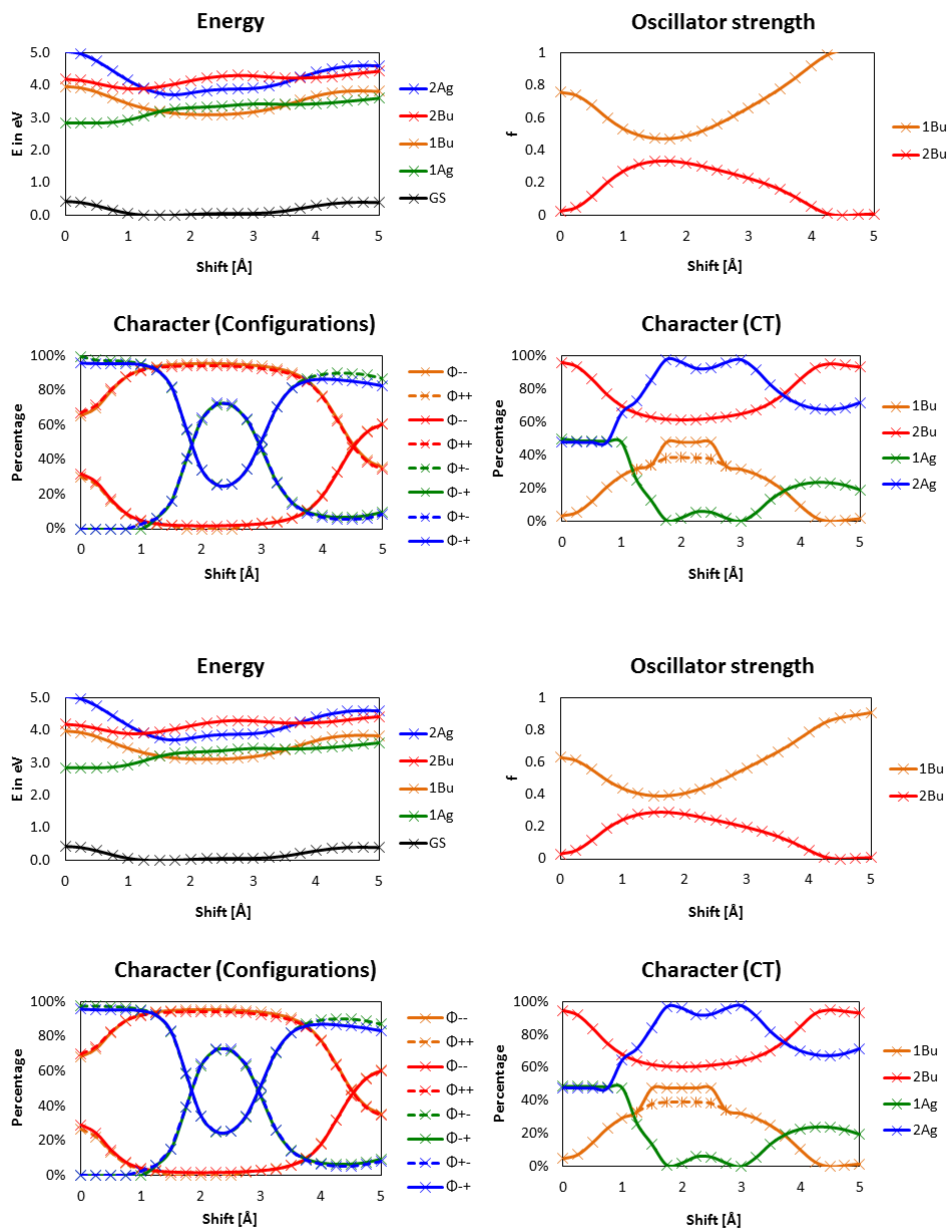 Energy
5.0
4.0
3.0
2.0
1.0
0.0
E in eV
0 1 2 3 4 5
Shift [Å]
2Ag
2Bu
1Bu
1Ag
GS
Oscillator strength
1
0.8
0.6
0.4
0.2
0
f
0 1 2 3 4 5
Shift [Å]
1Bu
2Bu
Character (Configurations)
100%
80%
60%
40%
20%
0%
Percentage
0 1 2 3 4 5
Shift [Å]
Φ--
Φ++
Φ--
Φ++
Φ+-
Φ-+
Φ+-
Φ-+
Character (CT)
100%
80%
60%
40%
20%
0%
Percentage
0 1 2 3 4 5
Shift [Å]
1Bu
2Bu
1Ag
2Ag
Energy
5.0
4.0
3.0
2.0
1.0
0.0
E in eV
0 1 2 3 4 5
Shift [Å]
2Ag
2Bu
1Bu
1Ag
GS
Oscillator strength
1
0.8
0.6
0.4
0.2
0
f
0 1 2 3 4 5
Shift [Å]
1Bu
2Bu
Character (Configurations)
100%
80%
60%
40%
20%
0%
Percentage
0 1 2 3 4 5
Shift [Å]
Φ--
Φ++
Φ--
Φ++
Φ+-
Φ-+
Φ+-
Φ-+
Character (CT)
100%
80%
60%
40%
20%
0%
Percentage
0 1 2 3 4 5
Shift [Å]
1Bu
2Bu
1Ag
2Ag